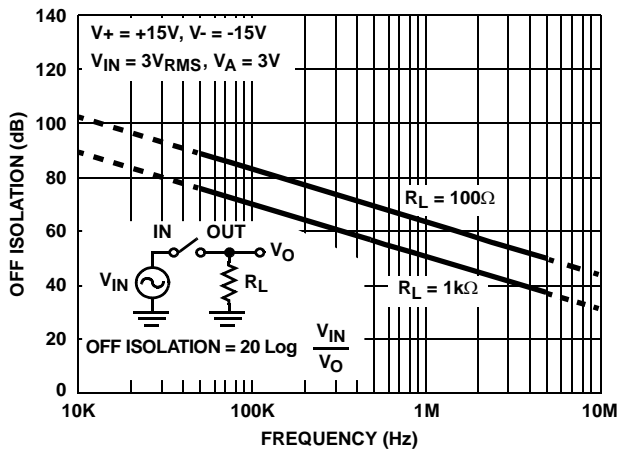 140
120
100
80
60
40
20
0
OFF ISOLATION (dB)
V+ = +15V, V- = -15V
VIN = 3VRMS, VA = 3V
RL = 100Ω
IN OUT
VO
VIN
RL
RL = 1kΩ
OFF ISOLATION = 20 Log VIN
VO
10K 100K 1M 10M
FREQUENCY (Hz)